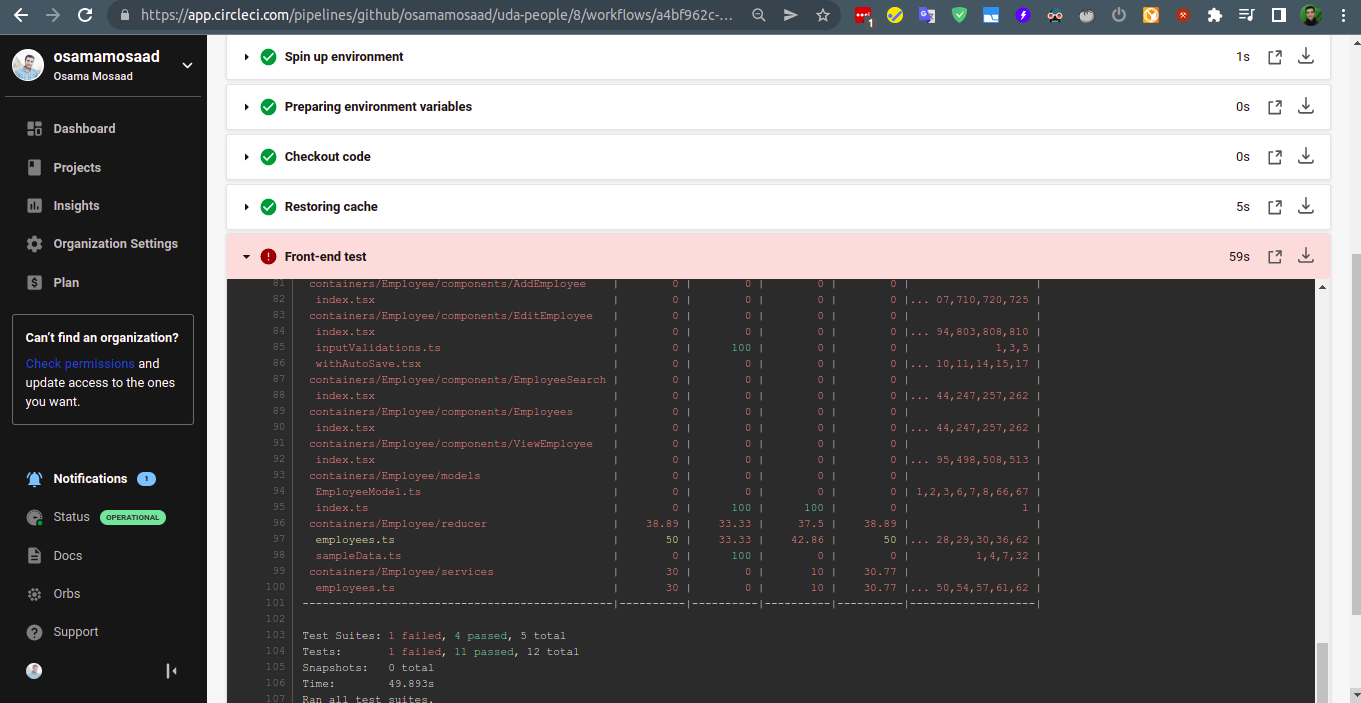 https://app.circleci.com/pipelines/github/osamamosaad/uda-people/8/workflows/a4bf962c-...
1
osamamosaad
Osama Mosaad
Dashboard
Projects
Insights
Organization Settings
Plan
Can't find an organization?
Check permissions and
update access to the ones
you want.
Notifications 1
Status OPERATIONAL
Docs
Orbs
Support
Spin up environment 1s
Preparing environment variables 0s
Checkout code 0s
Restoring cache 5s
Front-end test 59s
81 containers/Employee/components/AddEmployee | 0 | 0 | 0 | 0 | |
82 index.tsx | 0 | 0 | 0 | 0 |... 07,710,720,725 |
83 containers/Employee/components/EditEmployee | 0 | 0 | 0 | 0 | |
84 index.tsx | 0 | 0 | 0 | 0 |... 94,803,808,810 |
85 inputValidations.ts | 0 | 100 | 0 | 0 | 1,3,5 |
86 withAutoSave.tsx | 0 | 0 | 0 | 0 |... 10,11,14,15,17 |
87 containers/Employee/components/EmployeeSearch | 0 | 0 | 0 | 0 | |
88 index.tsx | 0 | 0 | 0 | 0 |... 44,247,257,262 |
89 containers/Employee/components/Employees | 0 | 0 | 0 | 0 | |
90 index.tsx | 0 | 0 | 0 | 0 |... 44,247,257,262 |
91 containers/Employee/components/ViewEmployee | 0 | 0 | 0 | 0 | |
92 index.tsx | 0 | 0 | 0 | 0 |... 95,498,508,513 |
93 containers/Employee/models | 0 | 0 | 0 | 0 | |
94 EmployeeModel.ts | 0 | 0 | 0 | 0 | 1,2,3,6,7,8,66,67 |
95 index.ts | 0 | 100 | 100 | 0 | 1 |
96 containers/Employee/reducer | 38.89 | 33.33 | 37.5 | 38.89 | |
97 employees.ts | 50 | 33.33 | 42.86 | 50 |... 28,29,30,36,62 |
98 sampleData.ts | 0 | 100 | 0 | 0 | 1,4,7,32 |
99 containers/Employee/services | 30 | 0 | 10 | 30.77 | |
100 employees.ts | 30 | 0 | 10 | 30.77 |... 50,54,57,61,62 |
101 -----------------------------------------------|----------|----------|----------|----------|-------------------|
102
103 Test Suites: 1 failed, 4 passed, 5 total
104 Tests: 1 failed, 11 passed, 12 total
105 Snapshots: 0 total
106 Time: 49.893s
107 Ran all test suites.